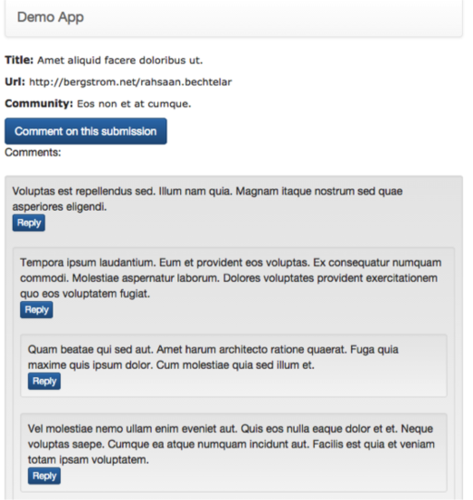 Demo App
Title: Amet aliquid facere doloribus ut.
Url: http://bergstrom.net/rahsaan.bechtelar
Community: Eos non et at cumque.
Comment on this submission
Comments:
Voluptas est repellendus sed. Illum nam quia. Magnam itaque nostrum sed quae
asperiores eligendi.
Reply
Tempora ipsum laudantium. Eum et provident eos voluptas. Ex consequatur numquam
commodi. Molestiae aspernatur laborum. Dolores voluptates provident exercitationem
quo eos voluptatem fugiat.
Reply
Quam beatae qui sed aut. Amet harum architecto ratione quaerat. Fuga quia
maxime quis ipsum dolor. Cum molestiae quia sed illum et.
Reply
Vel molestiae nemo ullam enim eveniet aut. Quis eos nulla eaque dolor et et. Neque
voluptas saepe. Cumque ea atque numquam incidunt aut. Facilis est quia et veniam
totam ipsam voluptatem.
Reply